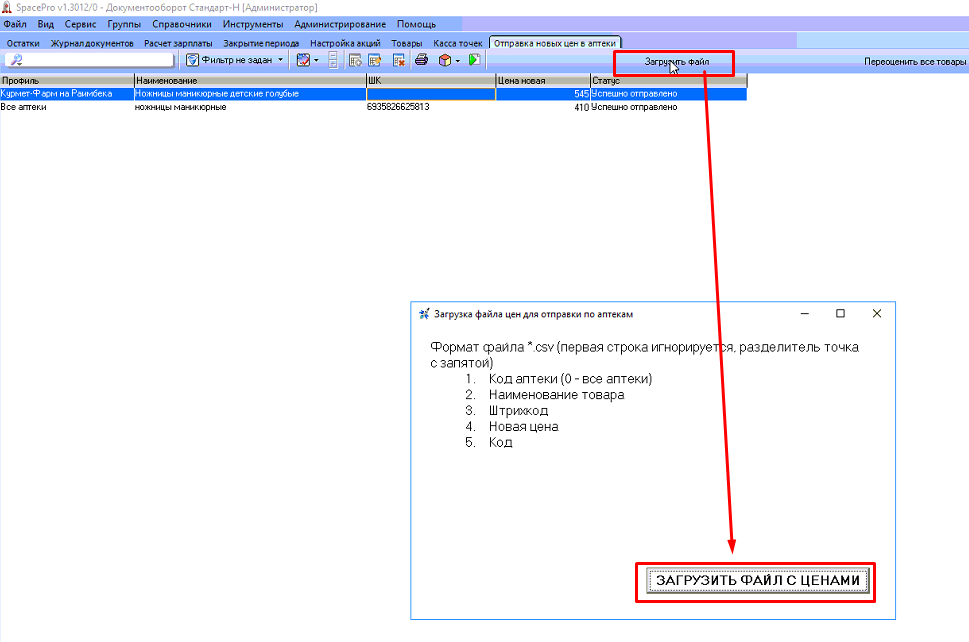 SpacePro v1.3012/0 - Документооборот Стандарт-Н [Администратор]
Файл Вид Сервис Группы Справочники Инструменты Администрирование Помощь
Остатки Журнал документов Расчет зарплаты Закрытие периода Настройка акций Товары Касса точек Отправка новых цен в аптеки
Фильтр не задан Загрузить файл Переоценить все товары
Профиль Наименование ШК Цена новая Статус
Курмет-Фарм на Раимбека Ножницы маникюрные детские голубые 545 Успешно отправлено
Все аптеки ножницы маникюрные 6935826625813 410 Успешно отправлено
Загрузка файла цен для отправки по аптекам
Формат файла *.csv (первая строка игнорируется, разделитель точка
с запятой)
1. Код аптеки (0 - все аптеки)
2. Наименование товара
3. Штрихкод
4. Новая цена
5. Код
ЗАГРУЗИТЬ ФАЙЛ С ЦЕНАМИ